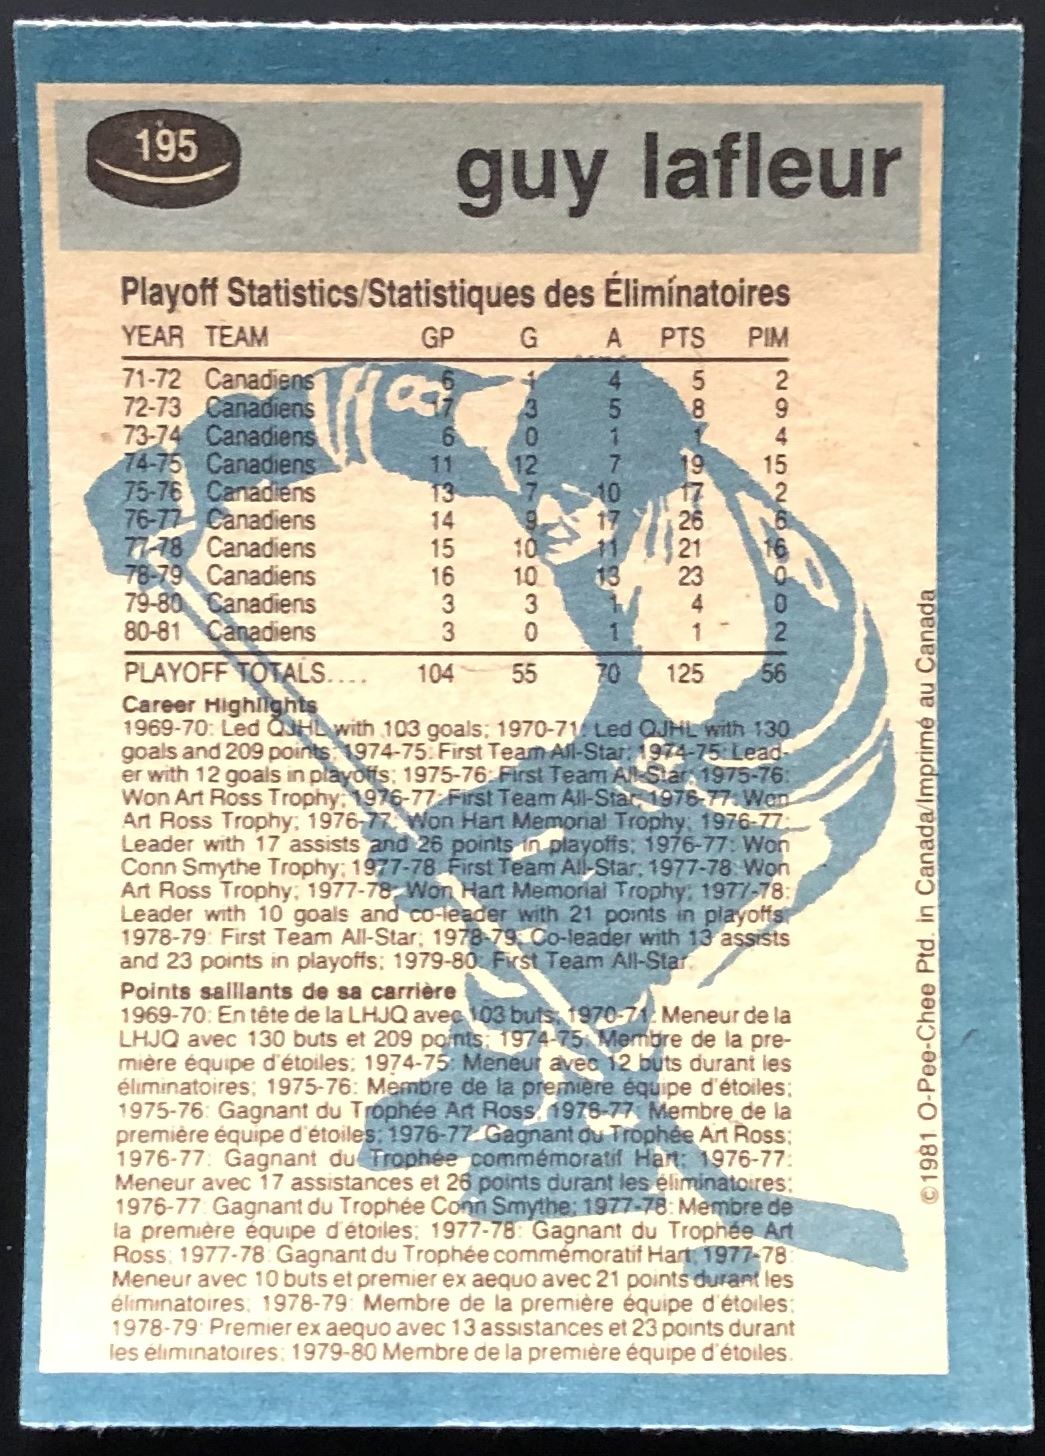 195
guy lafleur
Playoff Statistics/Statistiques des Éliminatoires
YEAR TEAM GP G A PTS PIM
71-72 Canadiens 6 1 4 5 2
72-73 Canadiens 17 3 5 8 9
73-74 Canadiens 6 0 1 1 4
74-75 Canadiens 11 12 7 19 15
75-76 Canadiens 13 7 10 17 2
76-77 Canadiens 14 9 17 26 6
77-78 Canadiens 15 10 11 21 16
78-79 Canadiens 16 10 13 23 0
79-80 Canadiens 3 3 1 4 0
80-81 Canadiens 3 0 1 1 2
PLAYOFF TOTALS.... 104 55 70 125 56
Career Highlights
1969-70: Led QJHL with 103 goals; 1970-71: Led QJHL with 130
goals and 209 points; 1974-75: First Team All-Star; 1974-75: Lead-
er with 12 goals in playoffs; 1975-76: First Team All-Star; 1975-76:
Won Art Ross Trophy; 1976-77: First Team All-Star; 1976-77: Won
Art Ross Trophy; 1976-77: Won Hart Memorial Trophy; 1976-77:
Leader with 17 assists and 26 points in playoffs; 1976-77: Won
Conn Smythe Trophy; 1977-78: First Team All-Star; 1977-78: Won
Art Ross Trophy; 1977-78: Won Hart Memorial Trophy; 1977-78:
Leader with 10 goals and co-leader with 21 points in playoffs;
1978-79: First Team All-Star; 1978-79: Co-leader with 13 assists
and 23 points in playoffs; 1979-80: First Team All-Star.
Points saillants de sa carrière
1969-70: En tête de la LHJQ avec 103 buts; 1970-71: Meneur de la
LHJQ avec 130 buts et 209 points; 1974-75: Membre de la pre-
mière équipe d'étoiles; 1974-75: Meneur avec 12 buts durant les
éliminatoires; 1975-76: Membre de la première équipe d'étoiles;
1975-76: Gagnant du Trophée Art Ross; 1976-77: Membre de la
première équipe d'étoiles; 1976-77: Gagnant du Trophée Art Ross;
1976-77: Gagnant du Trophée commémoratif Hart; 1976-77:
Meneur avec 17 assistances et 26 points durant les éliminatoires;
1976-77: Gagnant du Trophée Conn Smythe; 1977-78: Membre de
la première équipe d'étoiles; 1977-78: Gagnant du Trophée Art
Ross; 1977-78: Gagnant du Trophée commémoratif Hart; 1977-78:
Meneur avec 10 buts et premier ex aequo avec 21 points durant les
éliminatoires; 1978-79: Membre de la première équipe d'étoiles;
1978-79: Premier ex aequo avec 13 assistances et 23 points durant
les éliminatoires; 1979-80 Membre de la première équipe d'étoiles.
©1981 O-Pee-Chee Ptd. in Canada/Imprimé au Canada